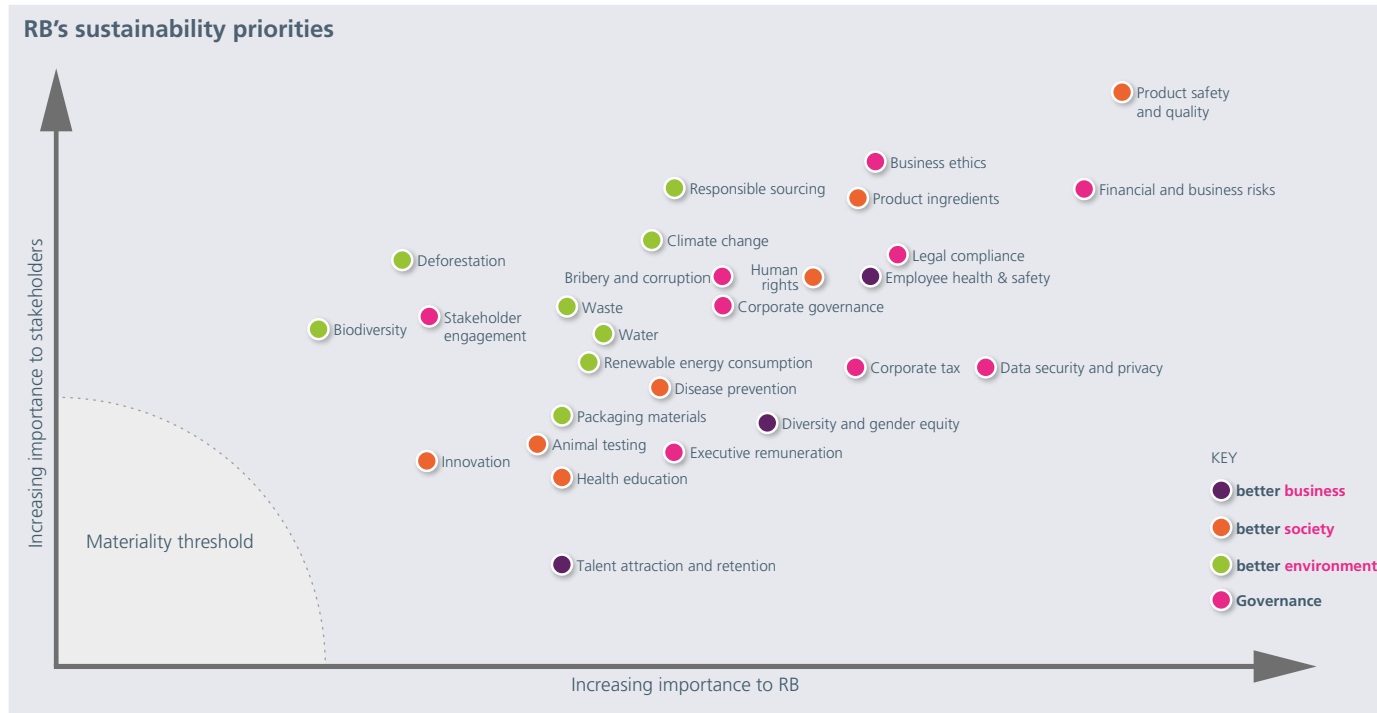 RB's sustainability priorities
Increasing importance to stakeholders
Product safety
and quality
Business ethics
Responsible sourcing
Financial and business risks
Product ingredients
Climate change
Legal compliance
Deforestation
Bribery and corruption
Human
rights
Employee health & safety
Waste
Corporate governance
Stakeholder
engagement
Biodiversity
Water
Renewable energy consumption
Corporate tax
Data security and privacy
Disease prevention
Packaging materials
Diversity and gender equity
Animal testing
Executive remuneration
Innovation
Health education
Materiality threshold
Talent attraction and retention
KEY
better business
better society
better environment
Governance
Increasing importance to RB